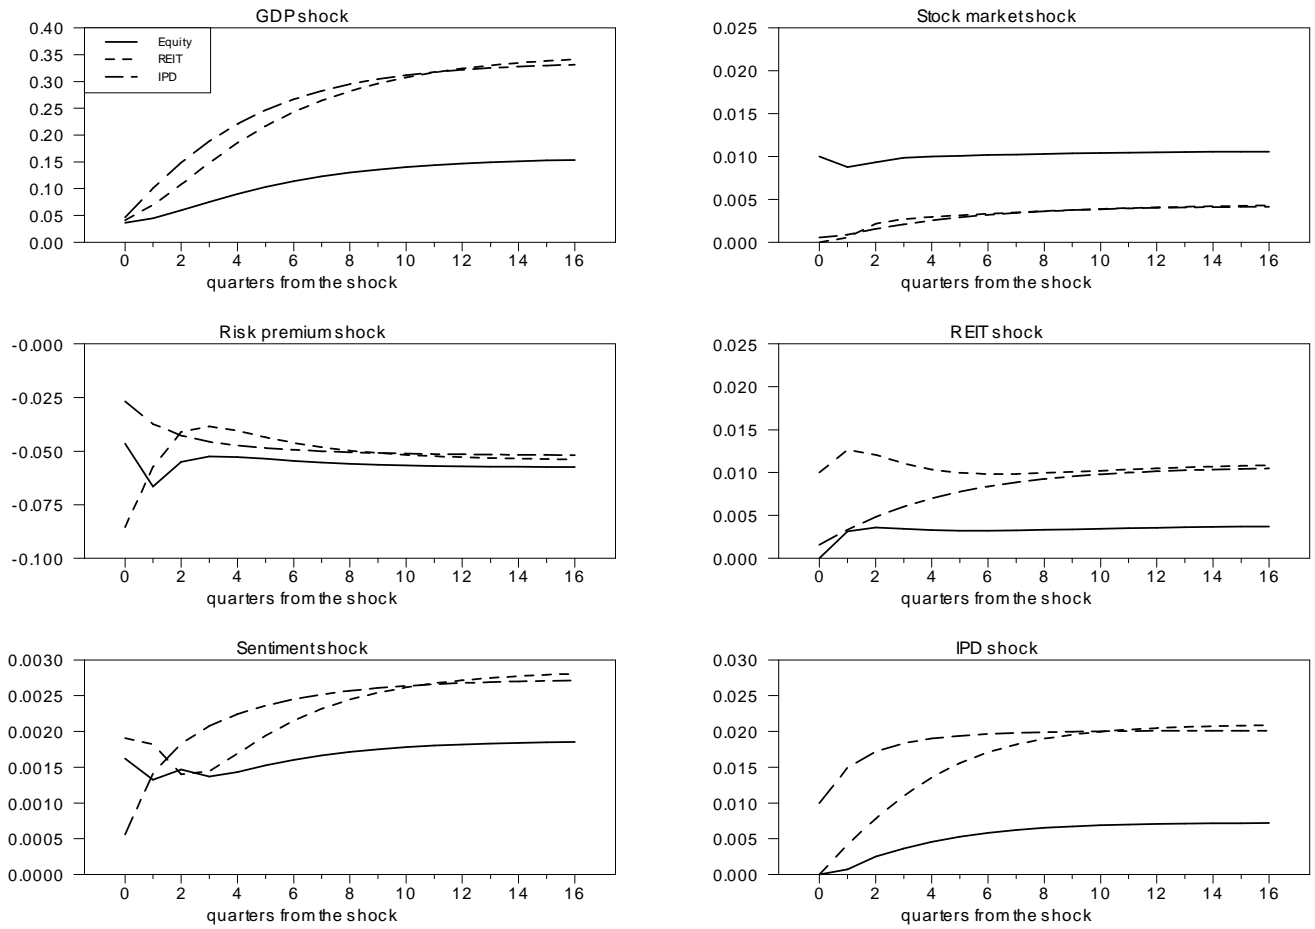 GDP shock
0.40
0.35
0.30
0.25
0.20
0.15
0.10
0.05
0.00
Equity
REIT
IPD
0 2 4 6 8 10 12 14 16
quarters from the shock
Stock market shock
0.025
0.020
0.015
0.010
0.005
0.000
0 2 4 6 8 10 12 14 16
quarters from the shock
Risk premium shock
-0.000
-0.025
-0.050
-0.075
-0.100
0 2 4 6 8 10 12 14 16
quarters from the shock
REIT shock
0.025
0.020
0.015
0.010
0.005
0.000
0 2 4 6 8 10 12 14 16
quarters from the shock
Sentiment shock
0.0030
0.0025
0.0020
0.0015
0.0010
0.0005
0.0000
0 2 4 6 8 10 12 14 16
quarters from the shock
IPD shock
0.030
0.025
0.020
0.015
0.010
0.005
0.000
0 2 4 6 8 10 12 14 16
quarters from the shock